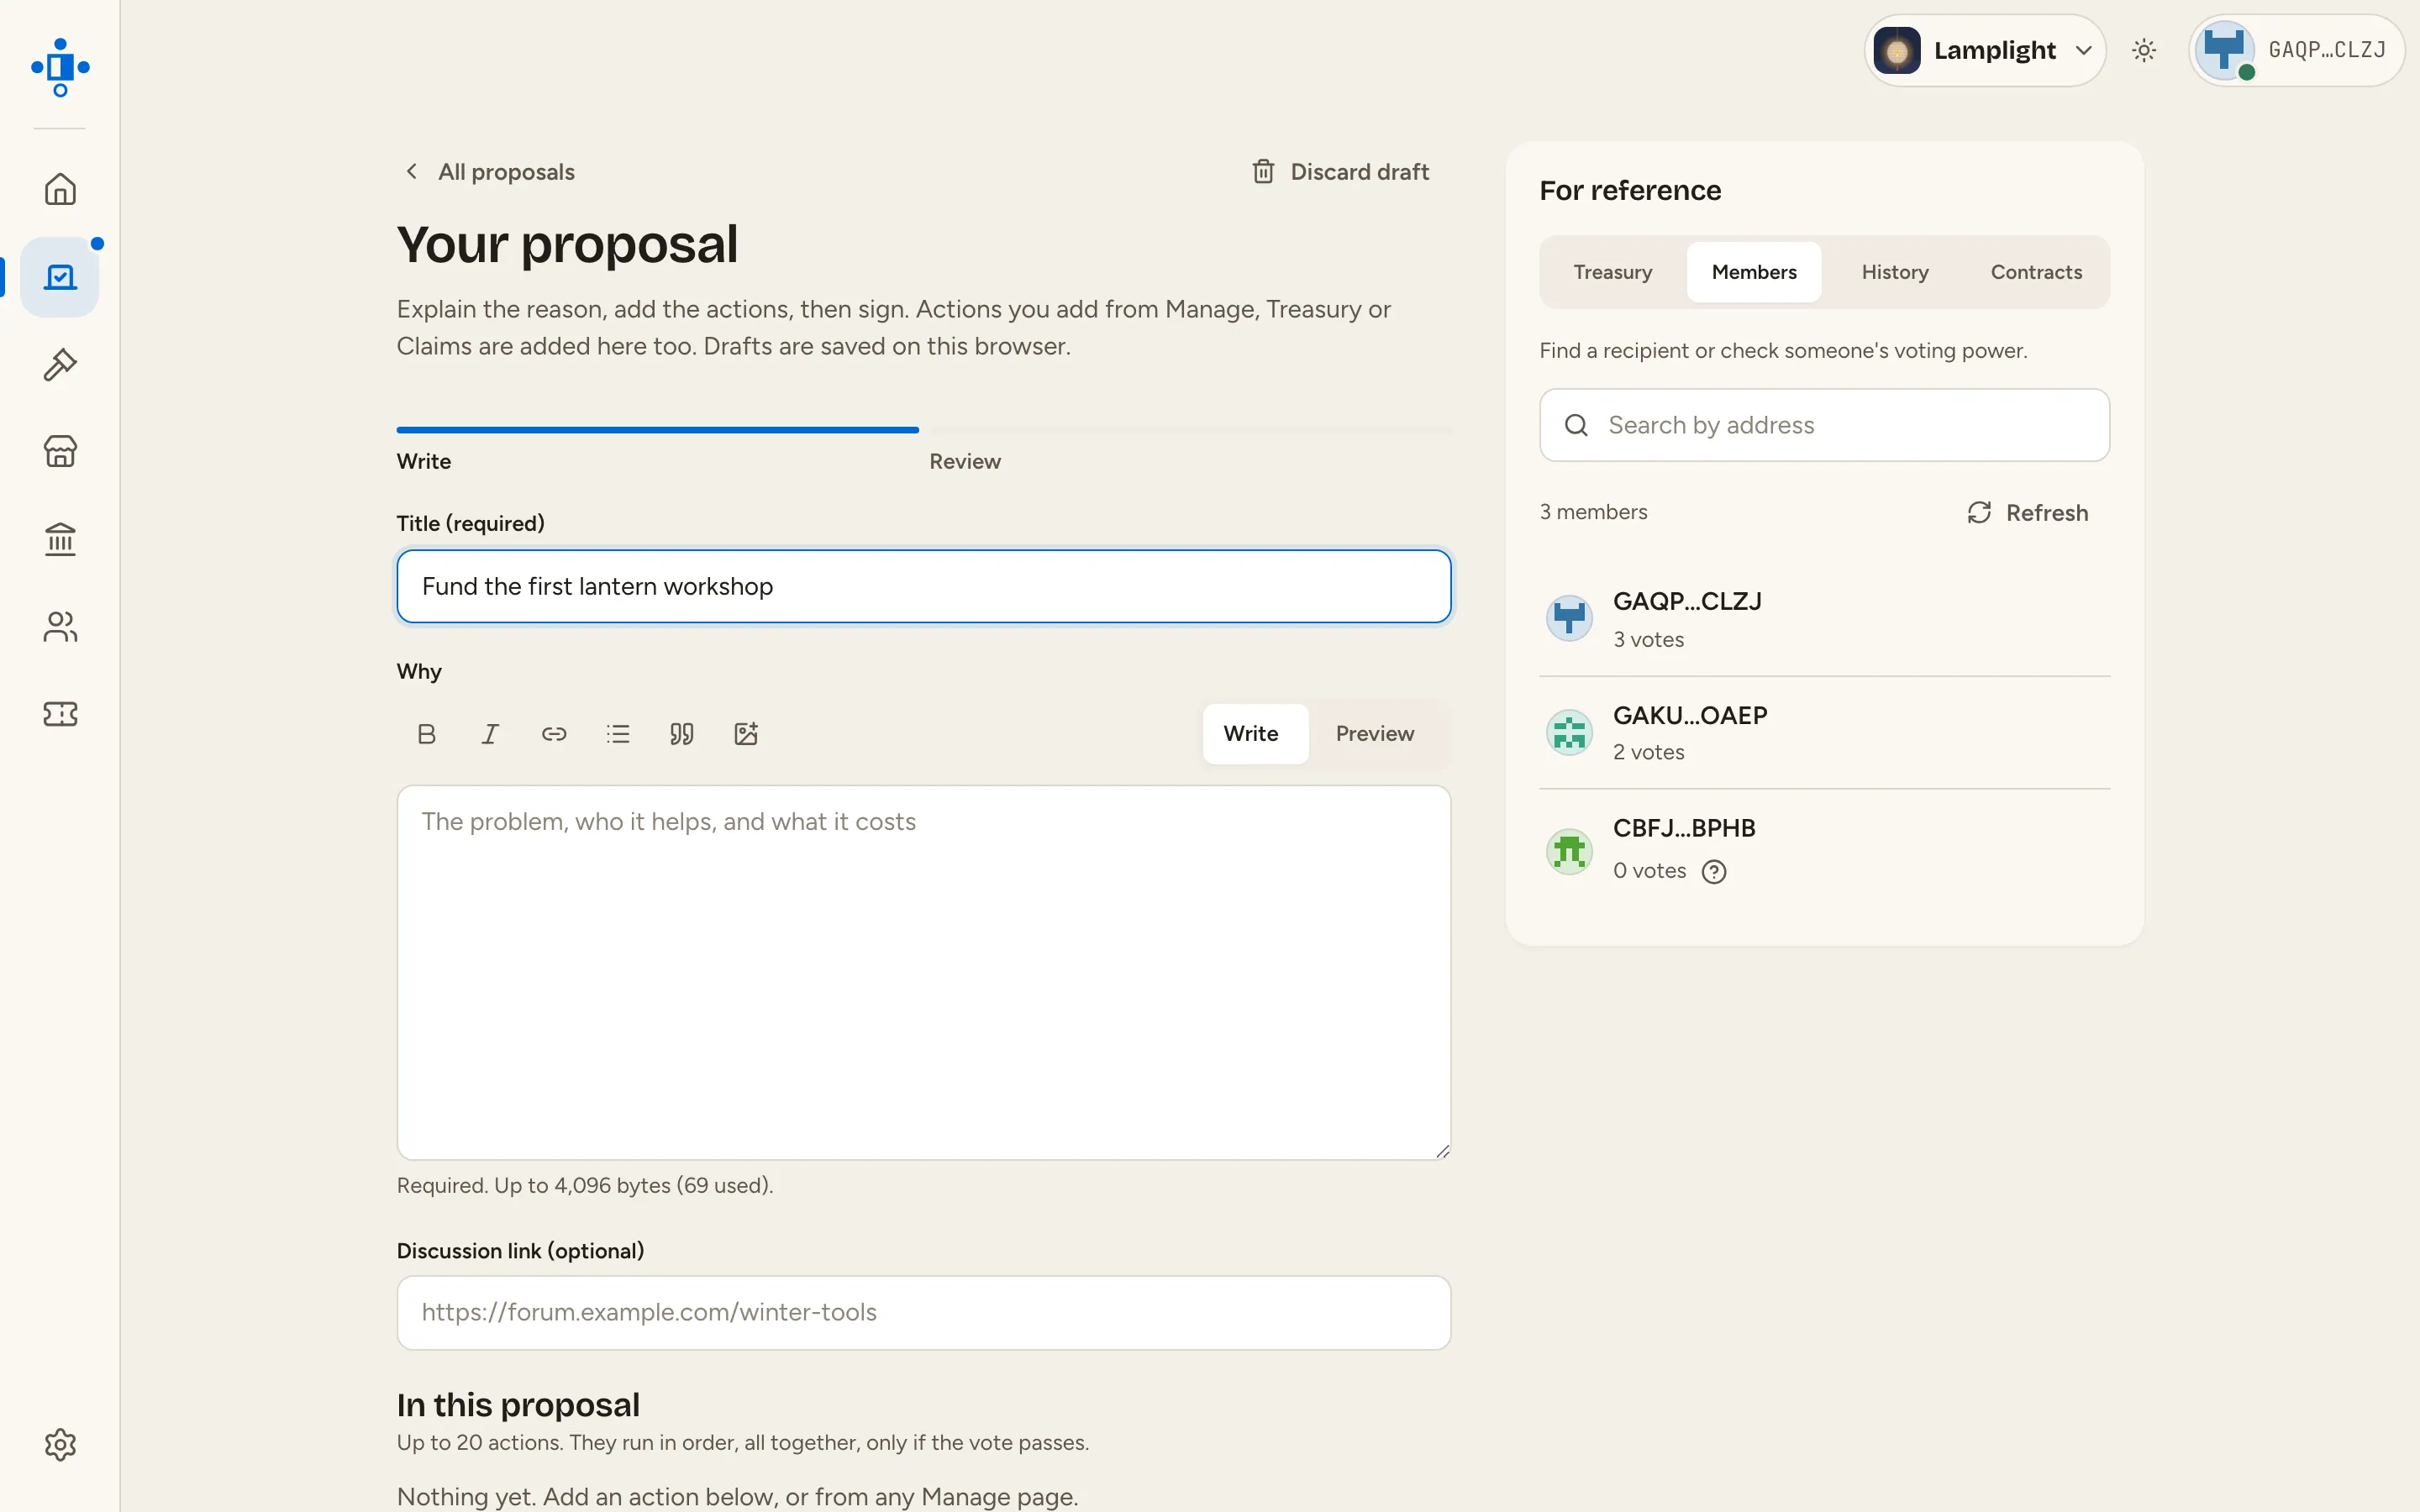 Lamplight
GAQP...CLZJ
All proposals
Discard draft
Your proposal
Explain the reason, add the actions, then sign. Actions you add from Manage, Treasury or
Claims are added here too. Drafts are saved on this browser.
Write
Review
Title (required)
Fund the first lantern workshop
Why
Write
Preview
The problem, who it helps, and what it costs
Required. Up to 4,096 bytes (69 used).
Discussion link (optional)
https://forum.example.com/winter-tools
In this proposal
Up to 20 actions. They run in order, all together, only if the vote passes.
Nothing yet. Add an action below, or from any Manage page.
For reference
Treasury
Members
History
Contracts
Find a recipient or check someone's voting power.
Search by address
3 members
Refresh
GAQP...CLZJ
3 votes
GAKU...OAEP
2 votes
CBFJ...BPHB
0 votes